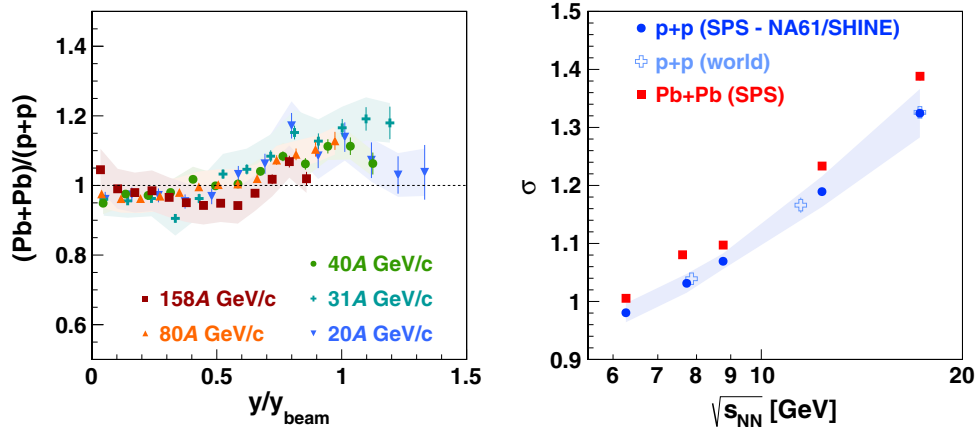 (Pb+Pb)/(p+p)
1.4
1.2
1
0.8
0.6
40A GeV/c
158A GeV/c
31A GeV/c
80A GeV/c
20A GeV/c
0
0.5
1
1.5
y/y_beam
σ
1.5
1.4
1.3
1.2
1.1
1
0.9
p+p (SPS - NA61/SHINE)
p+p (world)
Pb+Pb (SPS)
6
7
8
9
10
20
√s_NN [GeV]